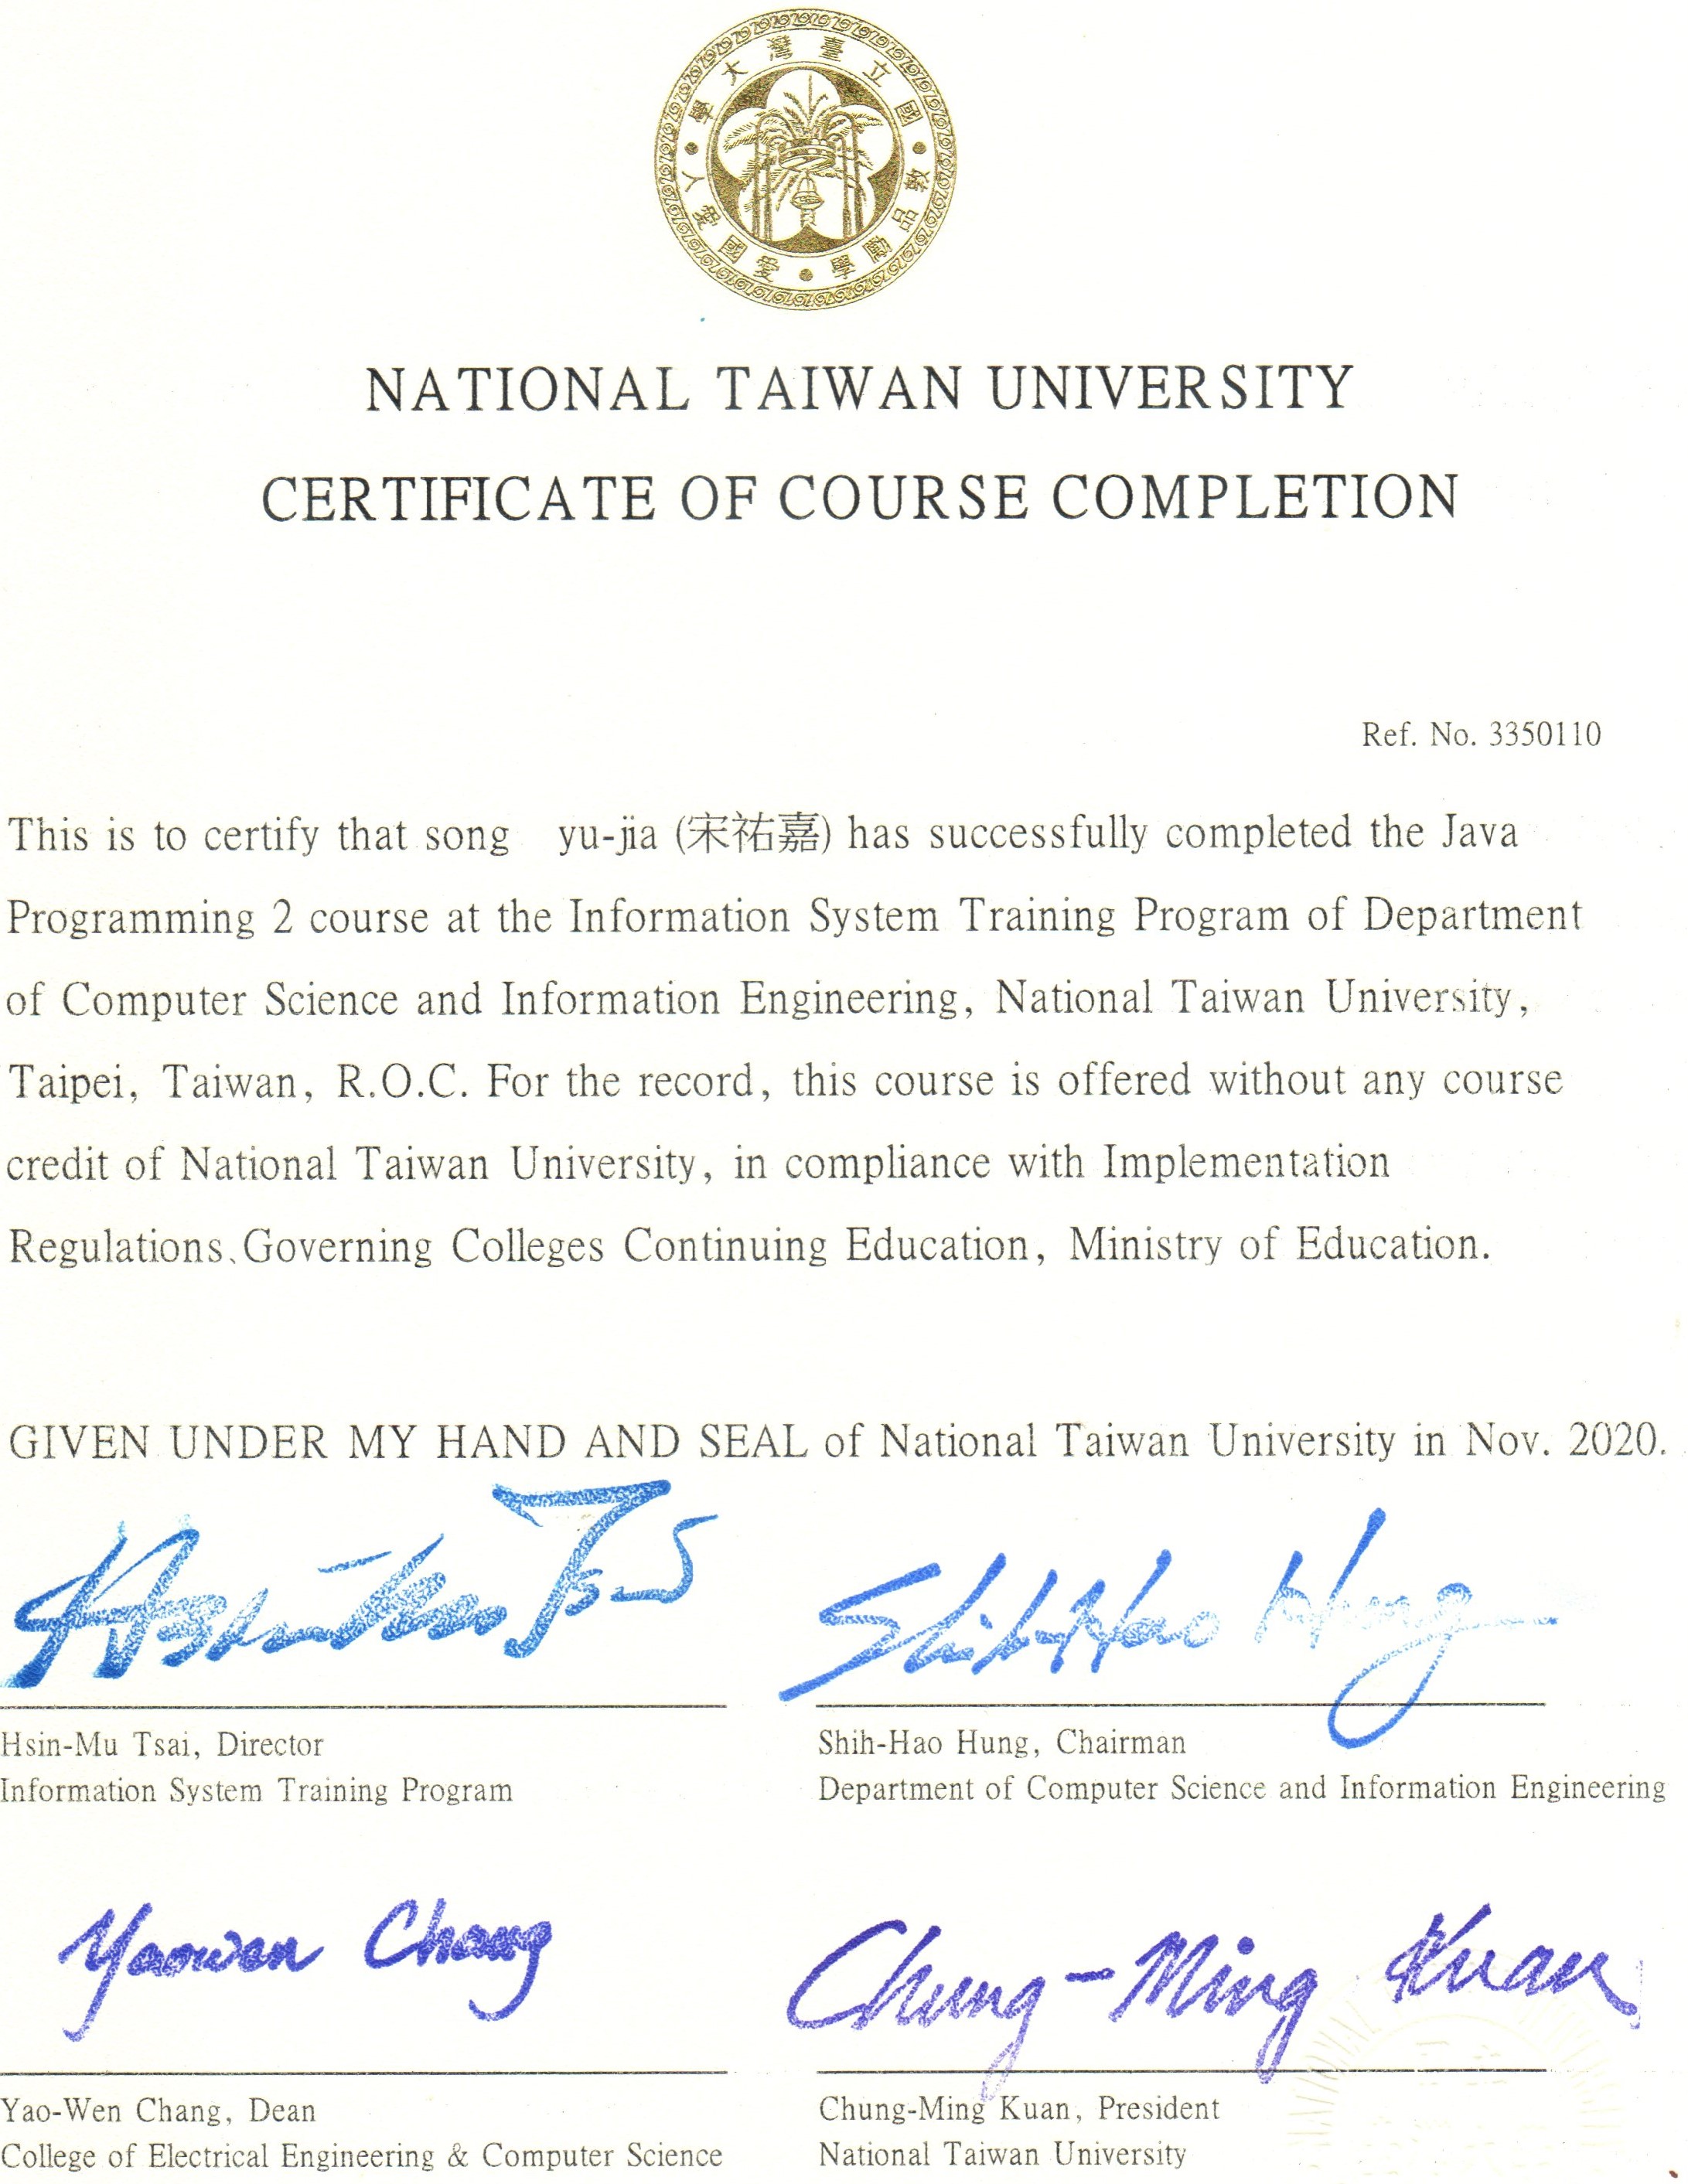 國立臺灣大學
敦品 勵學 愛國 愛人
NATIONAL TAIWAN UNIVERSITY
CERTIFICATE OF COURSE COMPLETION
Ref. No. 3350110
This is to certify that song yu-jia (宋祐嘉) has successfully completed the Java
Programming 2 course at the Information System Training Program of Department
of Computer Science and Information Engineering, National Taiwan University,
Taipei, Taiwan, R.O.C. For the record, this course is offered without any course
credit of National Taiwan University, in compliance with Implementation
Regulations Governing Colleges Continuing Education, Ministry of Education.
GIVEN UNDER MY HAND AND SEAL of National Taiwan University in Nov. 2020.
Hsin-Mu Tsai Shih-Hao Hung
Hsin-Mu Tsai, Director
Information System Training Program
Shih-Hao Hung, Chairman
Department of Computer Science and Information Engineering
Yaowen Chang Chung-Ming Kuan
Yao-Wen Chang, Dean
College of Electrical Engineering & Computer Science
Chung-Ming Kuan, President
National Taiwan University